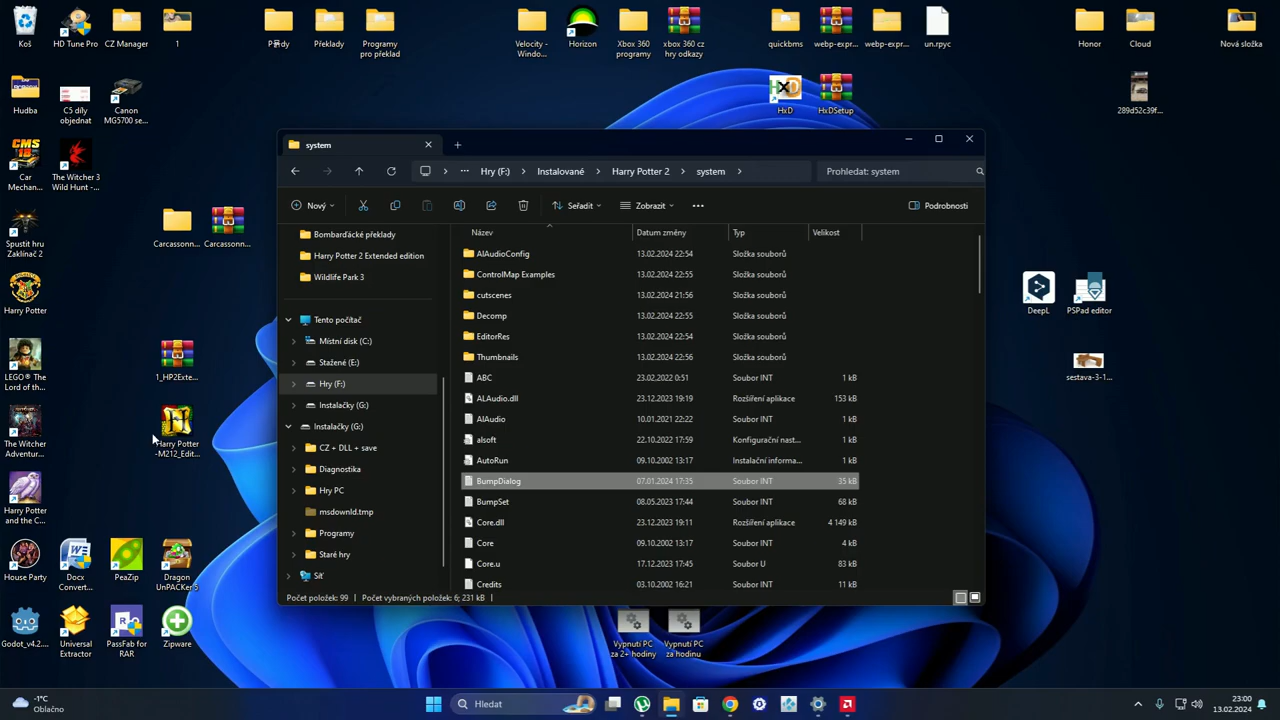 Koš
HD Tune Pro
CZ Manager
1
Překlady
Programy
pro překlad
Velocity -
Windo...
Horizon
Xbox 360
programy
xbox 360 cz
hry odkazy
quickbms
webp-expr...
webp-expr...
un.rpyc
Honor
Cloud
Nová složka
Hudba
C5 díly
objednat
Canon
MG5700 se...
HxD
HxDSetup
289d52c39f...
Car
Mechan...
The Witcher 3
Wild Hunt -...
Spustit hru
Zaklínač 2
Carcassonn...
Carcassonn...
Harry Potter
DeepL
PSPad editor
LEGO® The
Lord of th...
1_HP2Exte...
sestava-3-1...
The Witcher
Adventur...
Harry Potter
-M212_Edit...
Harry Potter
and the C...
House Party
Docx
Convert...
PeaZip
Dragon
UnPACKer 5
Godot_v4.2....
Universal
Extractor
PassFab for
RAR
Zipware
Vypnutí PC
za 2+ hodiny
Vypnutí PC
za hodinu
system
Hry (F:)
Instalované
Harry Potter 2
system
Prohledat: system
Nový
Seřadit
Zobrazit
Podrobnosti
Bombarďácké překlady
Harry Potter 2 Extended edition
Wildlife Park 3
Tento počítač
Místní disk (C:)
Stažené (E:)
Hry (F:)
Instalačky (G:)
Instalačky (G:)
CZ + DLL + save
Diagnostika
Hry PC
msdownld.tmp
Programy
Staré hry
Síť
Název Datum změny Typ Velikost
AIAudioConfig 13.02.2024 22:54 Složka souborů
ControlMap Examples 13.02.2024 22:55 Složka souborů
cutscenes 13.02.2024 21:56 Složka souborů
Decomp 13.02.2024 22:55 Složka souborů
EditorRes 13.02.2024 22:54 Složka souborů
Thumbnails 13.02.2024 22:56 Složka souborů
ABC 23.02.2022 0:51 Soubor INT 1 kB
ALAudio.dll 23.12.2023 19:19 Rozšíření aplikace 153 kB
AIAudio 10.01.2021 22:22 Soubor INT 1 kB
alsoft 22.10.2022 17:59 Konfigurační nast... 1 kB
AutoRun 09.10.2002 13:17 Instalační informa... 1 kB
BumpDialog 07.01.2024 17:35 Soubor INT 35 kB
BumpSet 08.05.2023 17:44 Soubor INT 68 kB
Core.dll 23.12.2023 19:11 Rozšíření aplikace 4 149 kB
Core 09.10.2002 13:17 Soubor INT 4 kB
Core.u 17.12.2023 17:45 Soubor U 83 kB
Credits 03.10.2002 16:21 Soubor INT 11 kB
Počet položek: 99 Počet vybraných položek: 6; 231 kB
-1°C
Oblačno
Hledat
23:00
13.02.2024